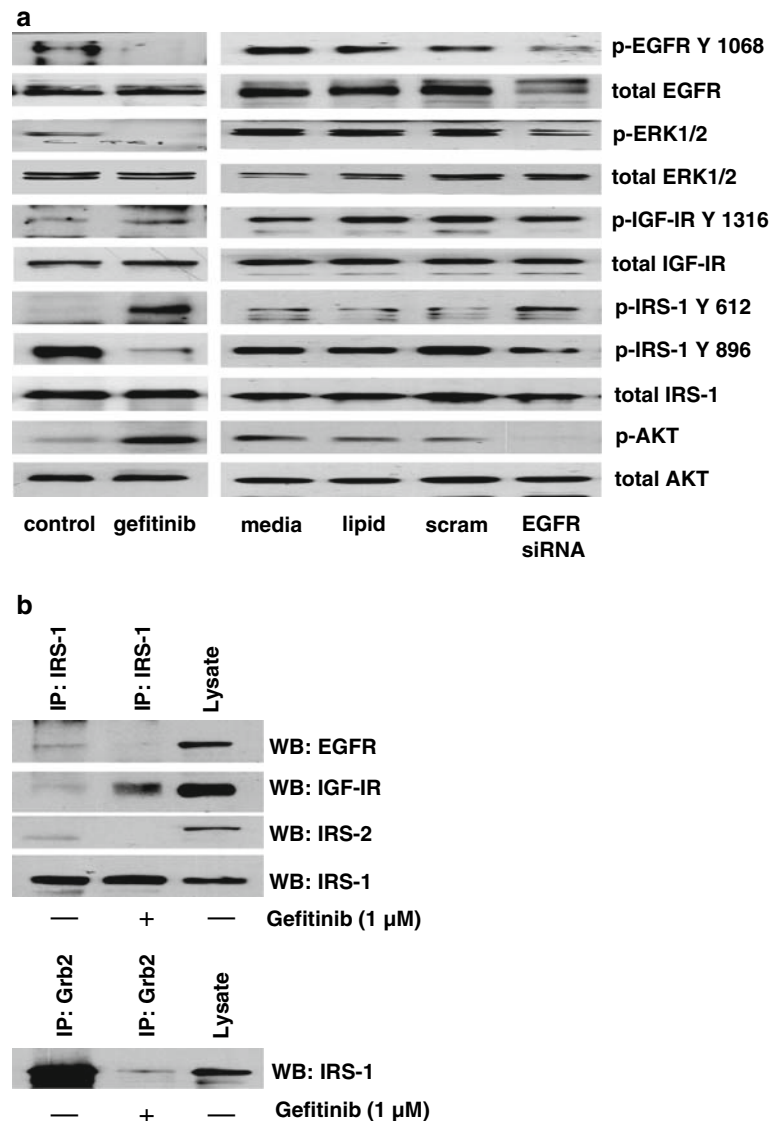 a
p-EGFR Y 1068
total EGFR
p-ERK1/2
total ERK1/2
p-IGF-IR Y 1316
total IGF-IR
p-IRS-1 Y 612
p-IRS-1 Y 896
total IRS-1
p-AKT
total AKT
control gefitinib media lipid scram EGFR siRNA
b
IP: IRS-1 IP: IRS-1 Lysate
WB: EGFR
WB: IGF-IR
WB: IRS-2
WB: IRS-1
— + — Gefitinib (1 µM)
IP: Grb2 IP: Grb2 Lysate
WB: IRS-1
— + — Gefitinib (1 µM)